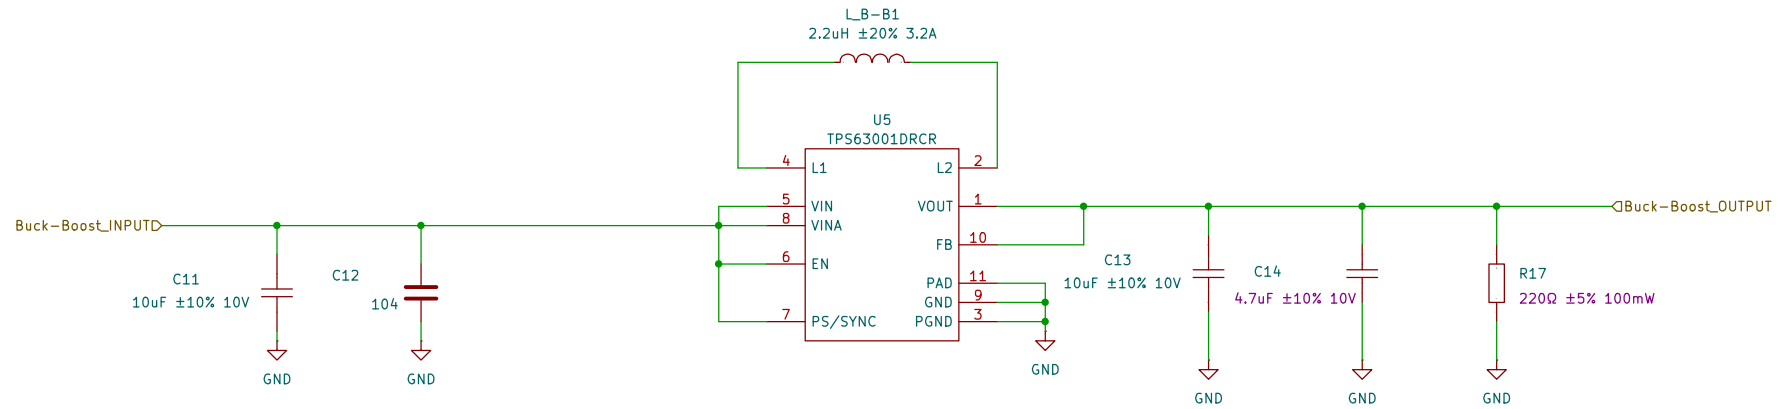 L_B-B1
2.2uH ±20% 3.2A
U5
TPS63001DRCR
4 L1 L2 2
5 VIN VOUT 1
Buck-Boost_INPUT 8 VINA Buck-Boost_OUTPUT
FB 10
6 EN
C11 C12 C13 C14 R17
PAD 11
10uF ±10% 10V 104 10uF ±10% 10V 4.7uF ±10% 10V 220Ω ±5% 100mW
GND 9
7 PS/SYNC PGND 3
GND
GND GND
GND GND GND